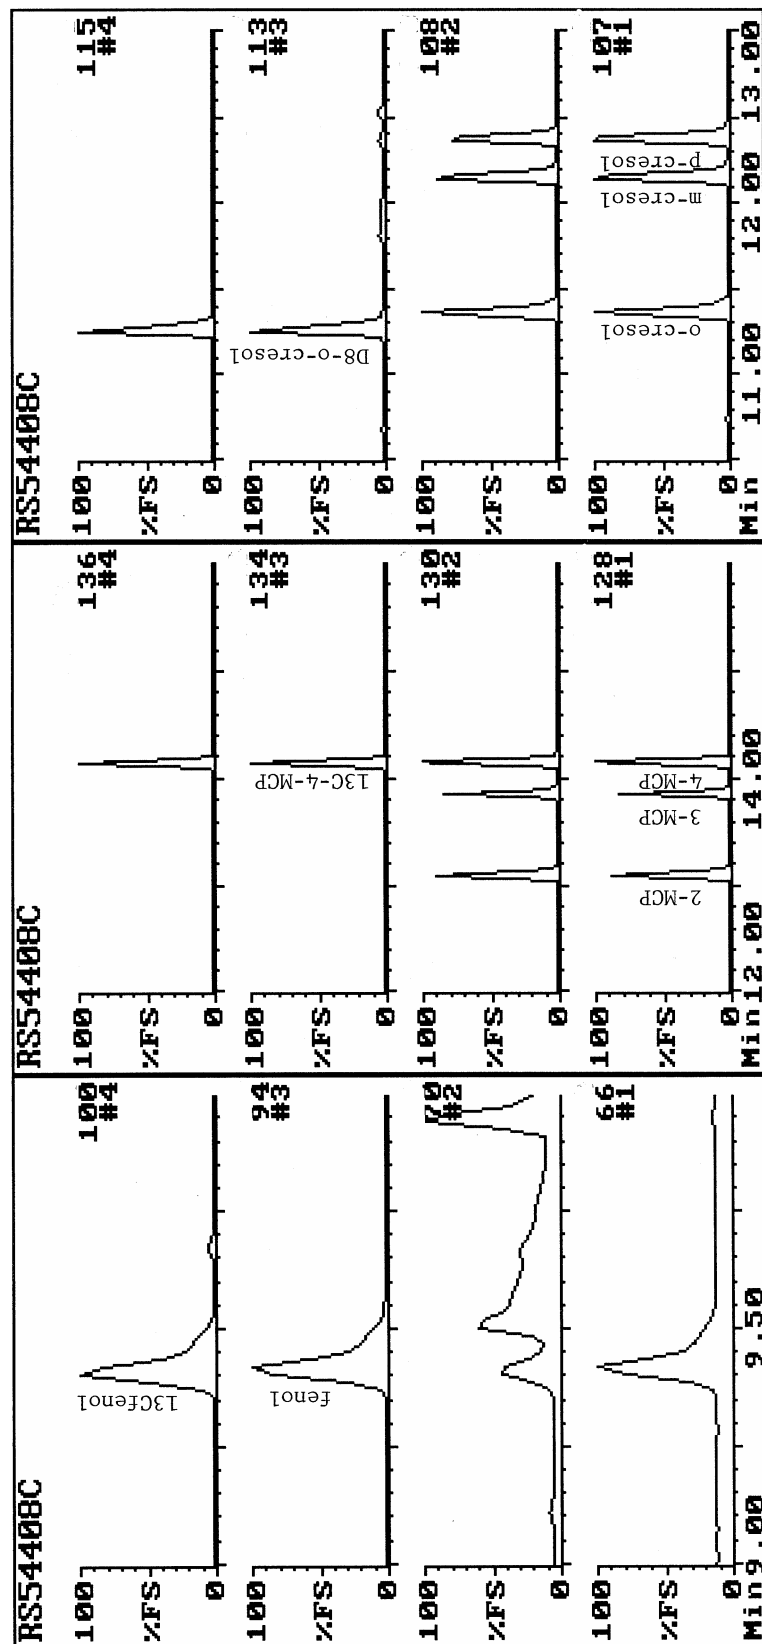 RS54408C
100
%FS
0
100
#4
13Cfenol
100
%FS
0
94
#3
fenol
100
%FS
0
70
#2
100
%FS
0
66
#1
Min 9.00 9.50
RS54408C
100
%FS
0
136
#4
100
%FS
0
134
#3
13C-4-MCP
100
%FS
0
130
#2
100
%FS
0
128
#1
2-MCP
3-MCP
4-MCP
Min 12.00 14.00
RS54408C
100
%FS
0
115
#4
100
%FS
0
113
#3
D8-o-cresol
100
%FS
0
108
#2
100
%FS
0
107
#1
o-cresol
m-cresol
p-cresol
Min 11.00 12.00 13.00